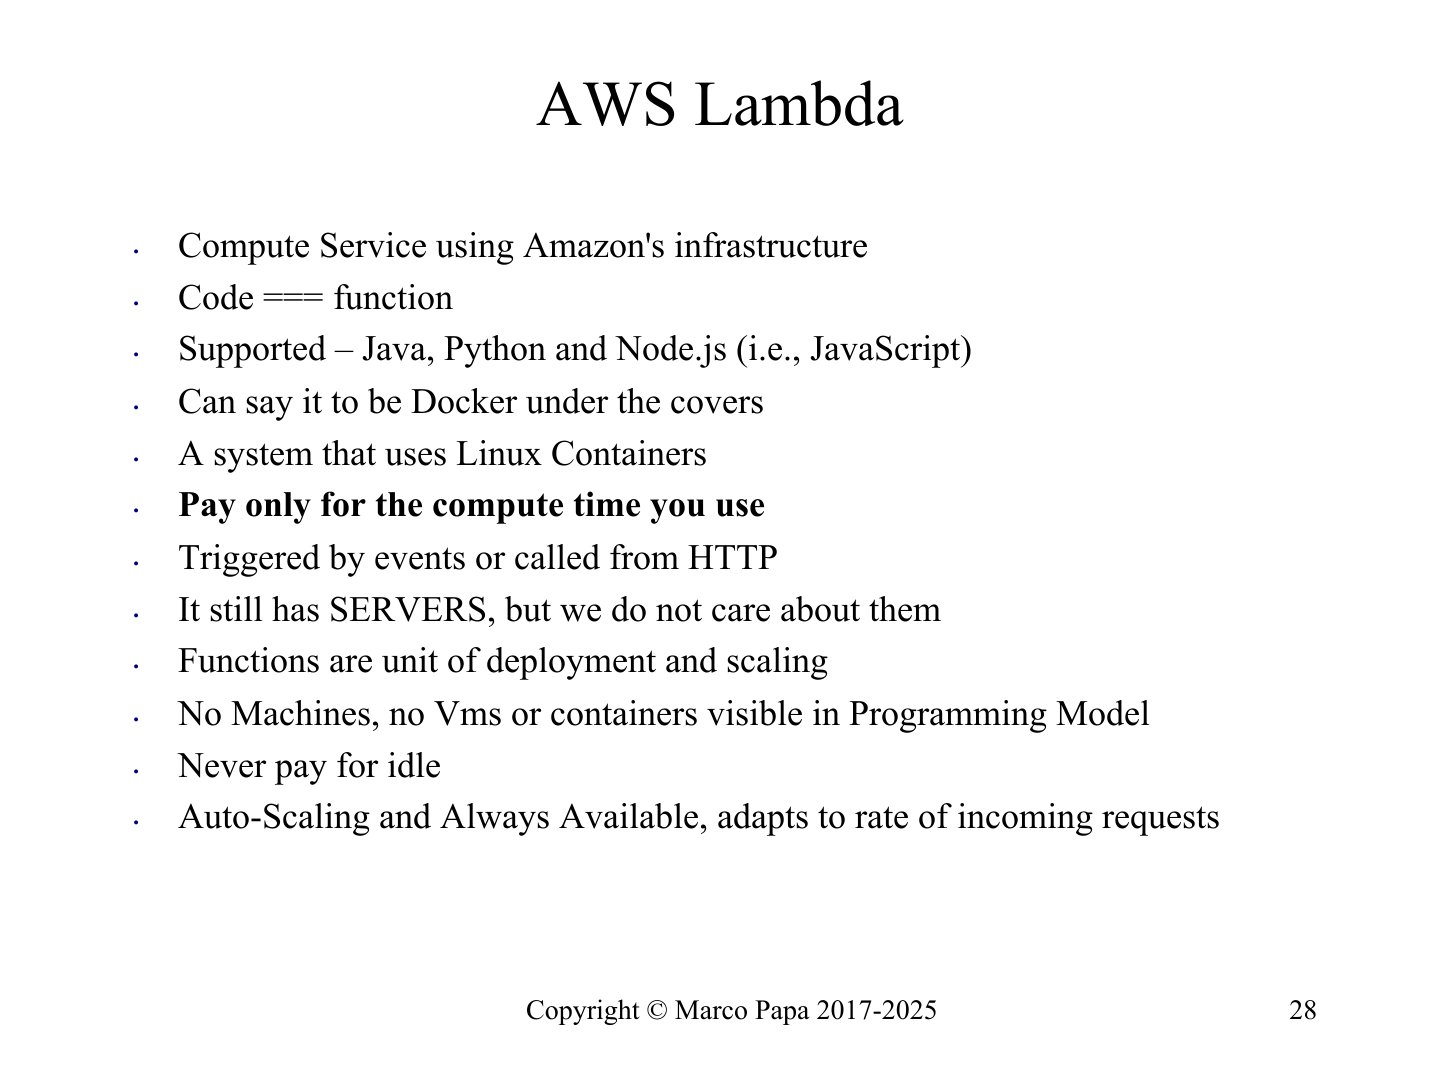 AWS Lambda
• Compute Service using Amazon's infrastructure
• Code === function
• Supported – Java, Python and Node.js (i.e., JavaScript)
• Can say it to be Docker under the covers
• A system that uses Linux Containers
• Pay only for the compute time you use
• Triggered by events or called from HTTP
• It still has SERVERS, but we do not care about them
• Functions are unit of deployment and scaling
• No Machines, no Vms or containers visible in Programming Model
• Never pay for idle
• Auto-Scaling and Always Available, adapts to rate of incoming requests
Copyright © Marco Papa 2017-2025
28